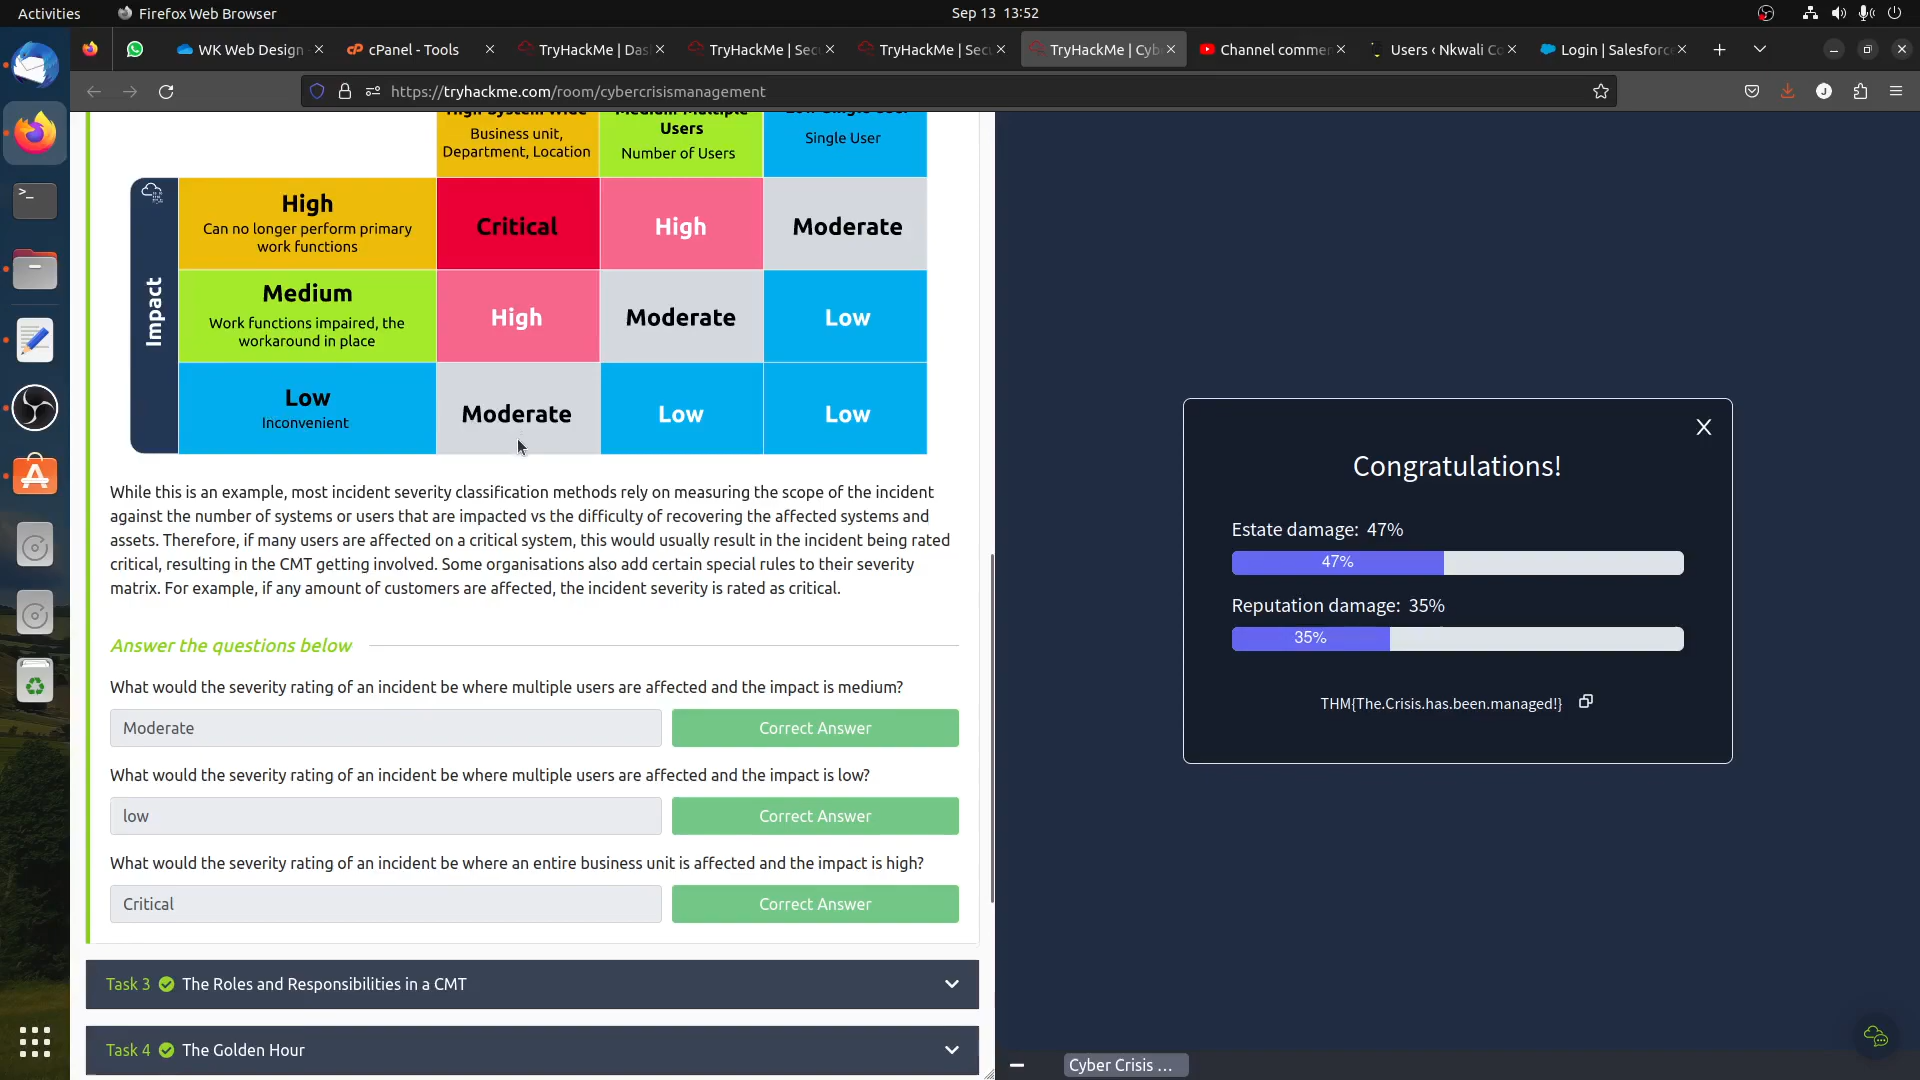 Activities
Firefox Web Browser
Sep 13 13:52
WK Web Design
cPanel - Tools
TryHackMe | Das
TryHackMe | Secu
TryHackMe | Secu
TryHackMe | Cyb
Channel commen
Users ‹ Nkwali Co
Login | Salesforc
https://tryhackme.com/room/cybercrisismanagement
High System Wide
Business unit,
Department, Location
Medium Multiple
Users
Number of Users
Single User
Impact
High
Can no longer perform primary
work functions
Critical
High
Moderate
Medium
Work functions impaired, the
workaround in place
High
Moderate
Low
Low
Inconvenient
Moderate
Low
Low
While this is an example, most incident severity classification methods rely on measuring the scope of the incident
against the number of systems or users that are impacted vs the difficulty of recovering the affected systems and
assets. Therefore, if many users are affected on a critical system, this would usually result in the incident being rated
critical, resulting in the CMT getting involved. Some organisations also add certain special rules to their severity
matrix. For example, if any amount of customers are affected, the incident severity is rated as critical.
Answer the questions below
What would the severity rating of an incident be where multiple users are affected and the impact is medium?
Moderate
Correct Answer
What would the severity rating of an incident be where multiple users are affected and the impact is low?
low
Correct Answer
What would the severity rating of an incident be where an entire business unit is affected and the impact is high?
Critical
Correct Answer
Task 3 The Roles and Responsibilities in a CMT
Task 4 The Golden Hour
Congratulations!
Estate damage: 47%
47%
Reputation damage: 35%
35%
THM{The.Crisis.has.been.managed!}
Cyber Crisis ...